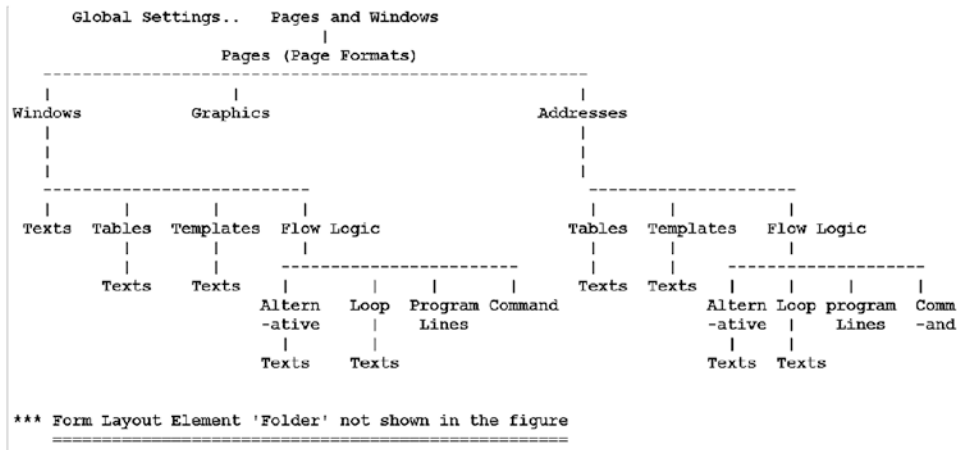 Global Settings.. Pages and Windows
Pages (Page Formats)
Windows Graphics Addresses
Texts Tables Templates Flow Logic Tables Templates Flow Logic
Texts Texts Texts Texts
Altern Loop Program Command Altern Loop program Comm
-ative Lines -ative Lines -and
Texts Texts Texts Texts
*** Form Layout Element 'Folder' not shown in the figure